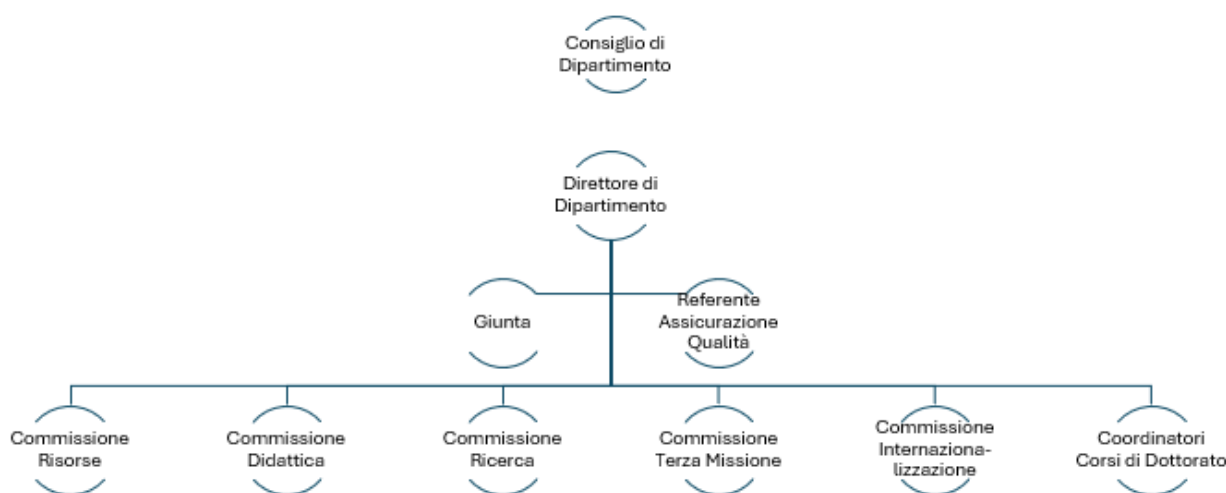 Consiglio di
Dipartimento
Direttore di
Dipartimento
Giunta
Referente
Assicurazione
Qualità
Commissione
Risorse
Commissione
Didattica
Commissione
Ricerca
Commissione
Terza Missione
Commissione
Internaziona-
lizzazione
Coordinatori
Corsi di Dottorato